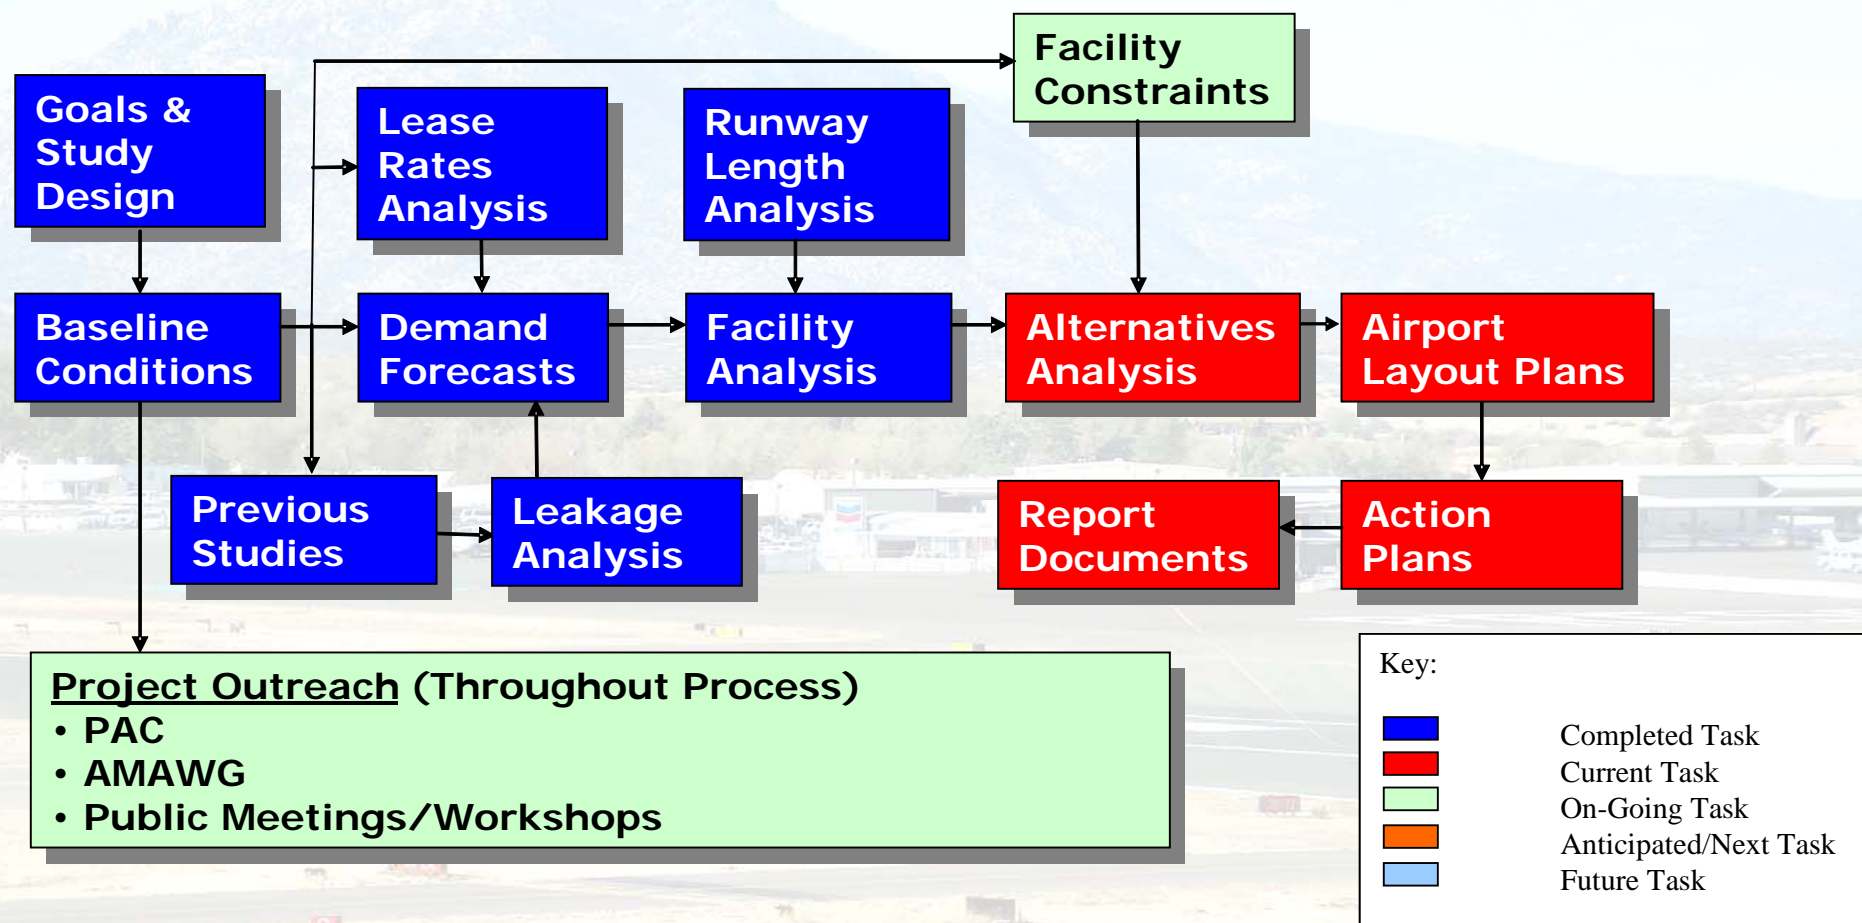 Goals &
Study
Design
Lease
Rates
Analysis
Runway
Length
Analysis
Facility
Constraints
Baseline
Conditions
Demand
Forecasts
Facility
Analysis
Alternatives
Analysis
Airport
Layout Plans
Previous
Studies
Leakage
Analysis
Report
Documents
Action
Plans
Project Outreach (Throughout Process)
• PAC
• AMAWG
• Public Meetings/Workshops
Key:
Completed Task
Current Task
On-Going Task
Anticipated/Next Task
Future Task